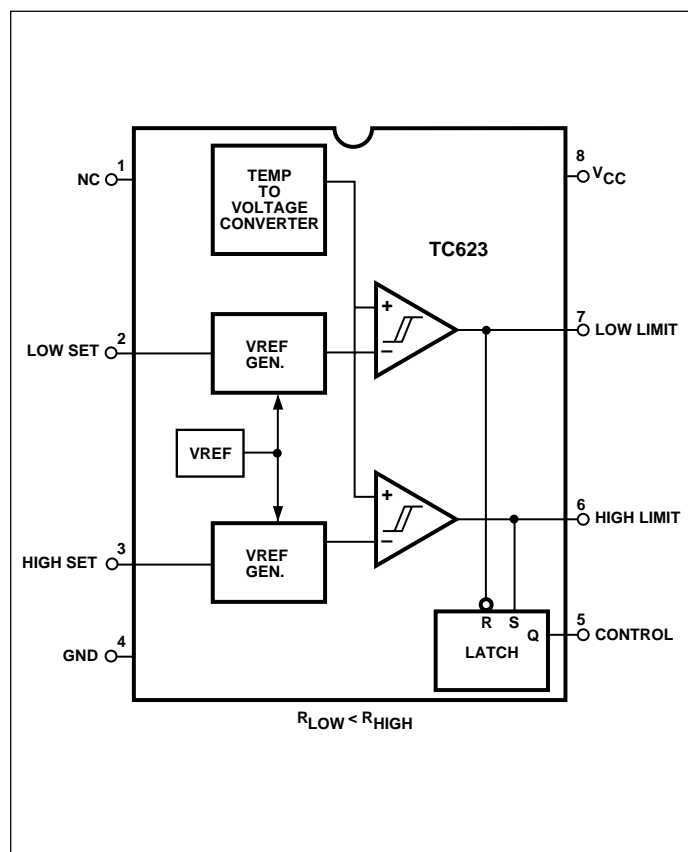 TEMP
TO
VOLTAGE
CONVERTER
TC623
1
NC
8
VCC
2
LOW SET
VREF
GEN.
+
–
7
LOW LIMIT
VREF
3
HIGH SET
VREF
GEN.
+
–
6
HIGH LIMIT
4
GND
R S
Q
LATCH
5
CONTROL
RLOW < RHIGH